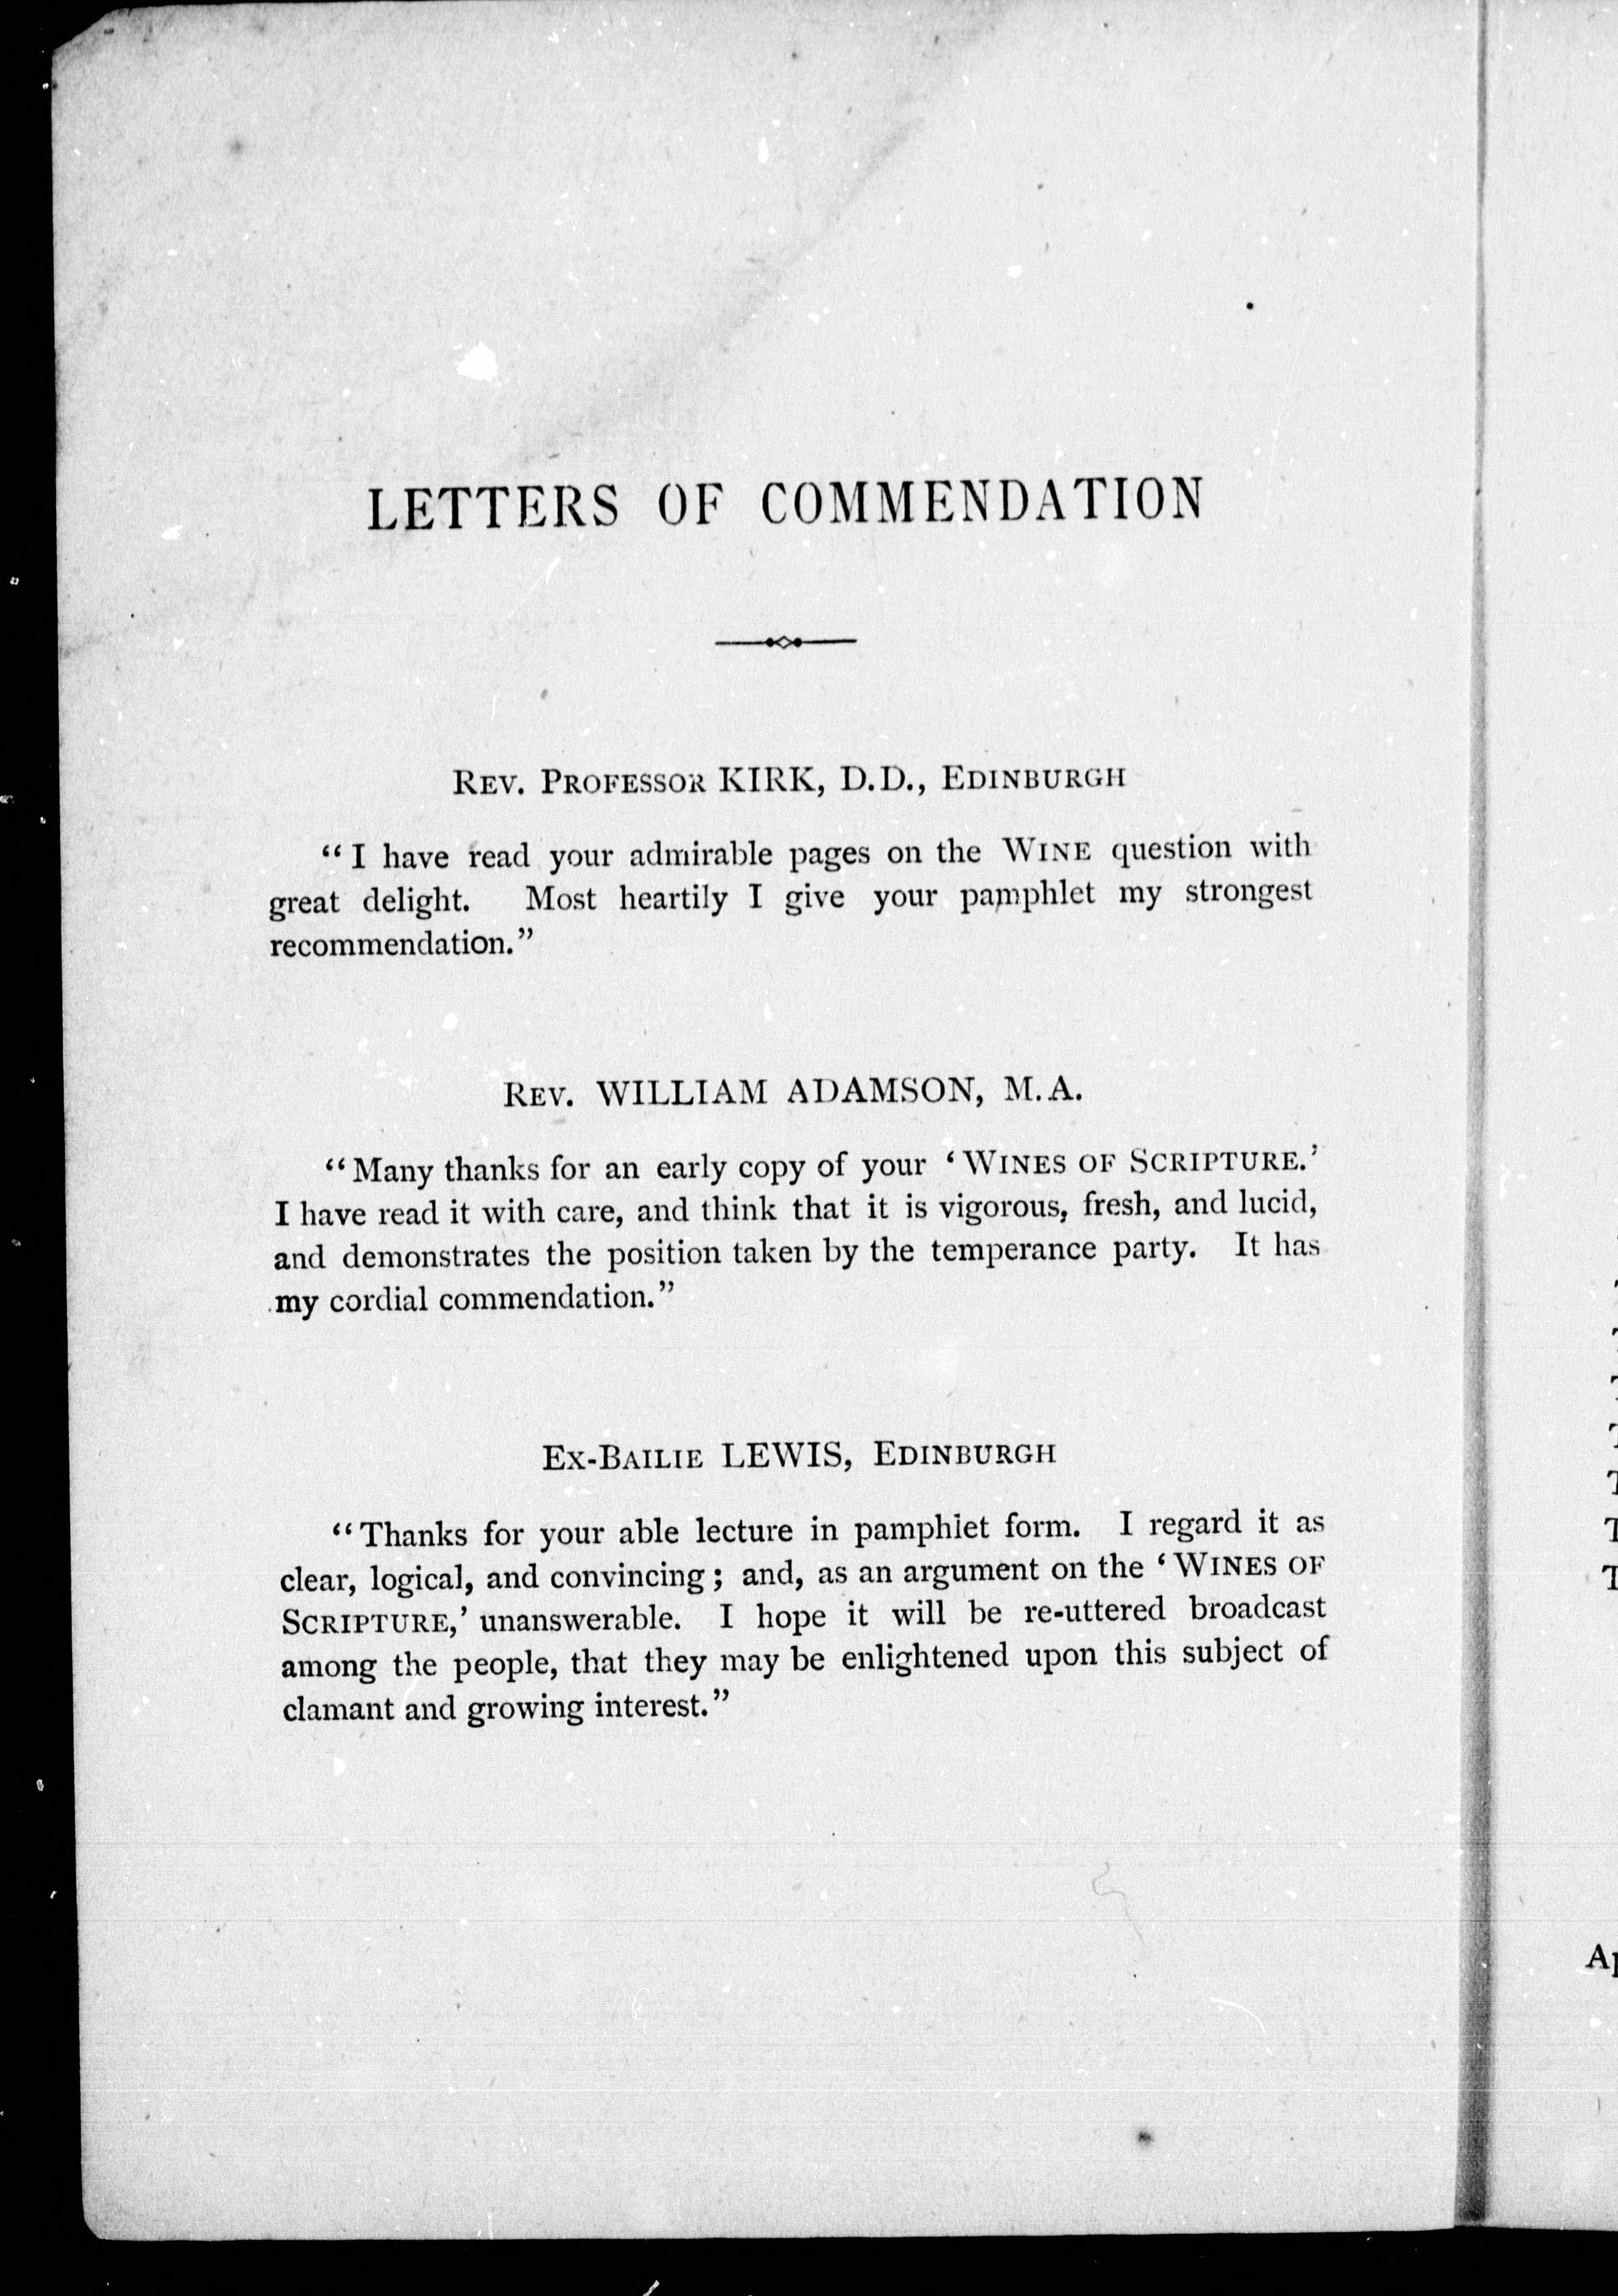 LETTERS OF COMMENDATION
REV. PROFESSOR KIRK, D.D., EDINBURGH
“I have read your admirable pages on the WINE question with
great delight. Most heartily I give your pamphlet my strongest
recommendation.”
REV. WILLIAM ADAMSON, M.A.
“Many thanks for an early copy of your ‘WINES OF SCRIPTURE.’
I have read it with care, and think that it is vigorous, fresh, and lucid,
and demonstrates the position taken by the temperance party. It has
my cordial commendation.”
EX-BAILIE LEWIS, EDINBURGH
“Thanks for your able lecture in pamphlet form. I regard it as
clear, logical, and convincing; and, as an argument on the ‘WINES OF
SCRIPTURE,’ unanswerable. I hope it will be re-uttered broadcast
among the people, that they may be enlightened upon this subject of
clamant and growing interest.”